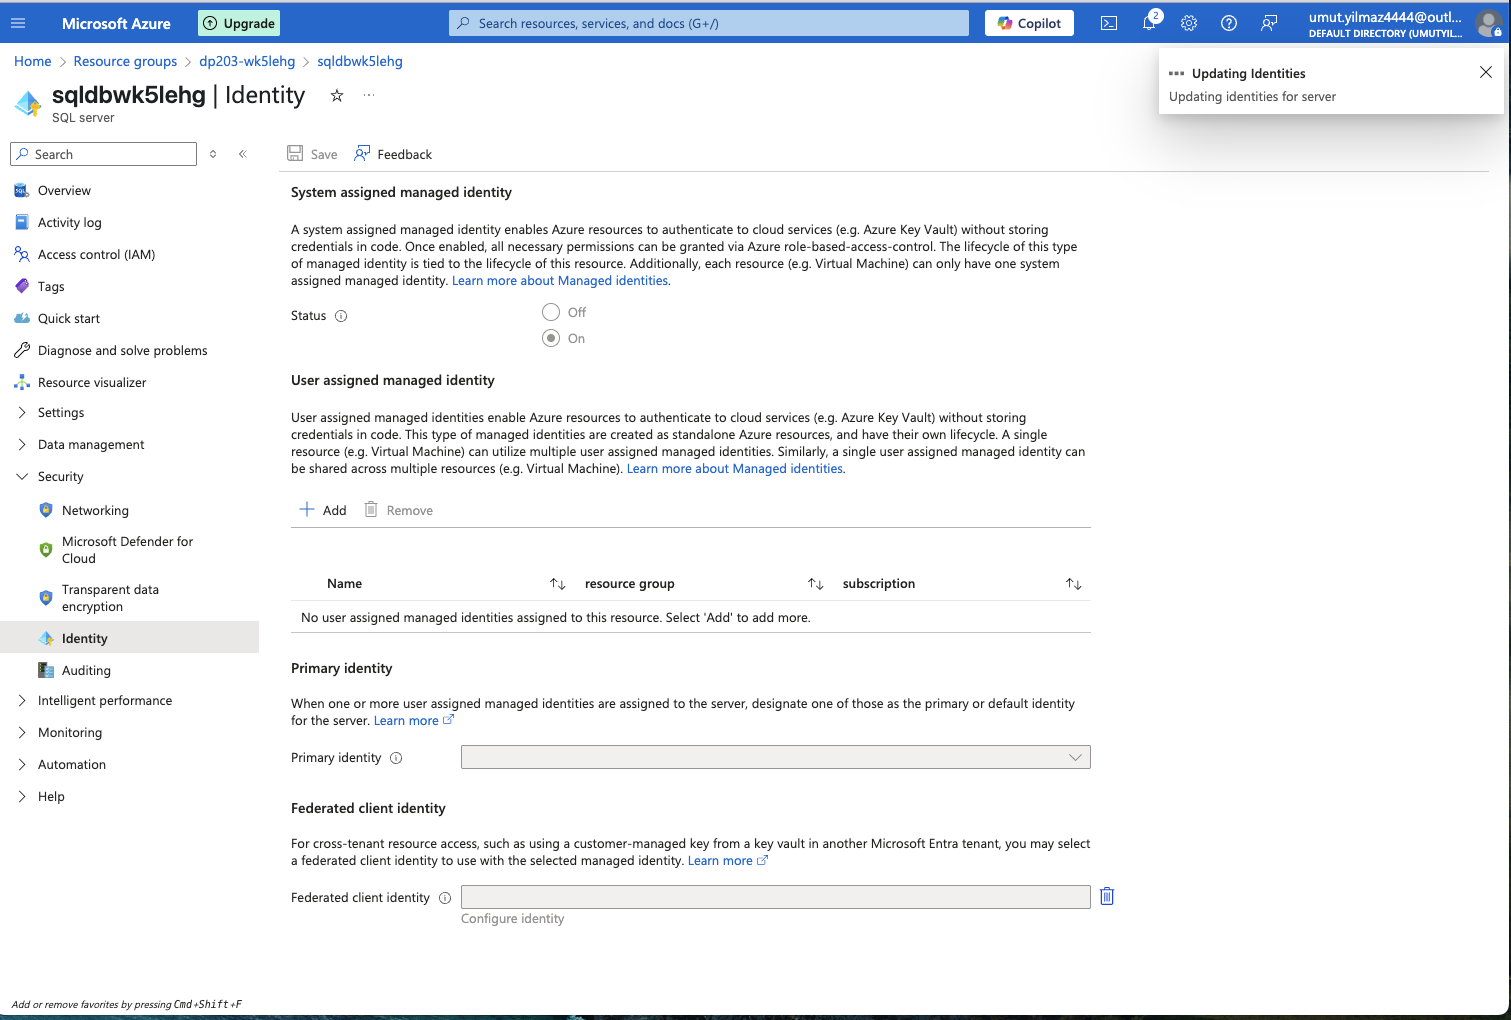 Microsoft Azure
Upgrade
Search resources, services, and docs (G+/)
Copilot
2
umut.yilmaz4444@outl...
DEFAULT DIRECTORY (UMUTYIL...
Home > Resource groups > dp203-wk5lehg > sqldbwk5lehg
Updating Identities
Updating identities for server
sqldbwk5lehg | Identity
SQL server
Search
Save
Feedback
Overview
Activity log
Access control (IAM)
Tags
Quick start
Diagnose and solve problems
Resource visualizer
Settings
Data management
Security
Networking
Microsoft Defender for
Cloud
Transparent data
encryption
Identity
Auditing
Intelligent performance
Monitoring
Automation
Help
Add or remove favorites by pressing Cmd+Shift+F
System assigned managed identity
A system assigned managed identity enables Azure resources to authenticate to cloud services (e.g. Azure Key Vault) without storing
credentials in code. Once enabled, all necessary permissions can be granted via Azure role-based-access-control. The lifecycle of this type
of managed identity is tied to the lifecycle of this resource. Additionally, each resource (e.g. Virtual Machine) can only have one system
assigned managed identity. Learn more about Managed identities.
Status
Off
On
User assigned managed identity
User assigned managed identities enable Azure resources to authenticate to cloud services (e.g. Azure Key Vault) without storing
credentials in code. This type of managed identities are created as standalone Azure resources, and have their own lifecycle. A single
resource (e.g. Virtual Machine) can utilize multiple user assigned managed identities. Similarly, a single user assigned managed identity can
be shared across multiple resources (e.g. Virtual Machine). Learn more about Managed identities.
Add
Remove
Name
resource group
subscription
No user assigned managed identities assigned to this resource. Select 'Add' to add more.
Primary identity
When one or more user assigned managed identities are assigned to the server, designate one of those as the primary or default identity
for the server. Learn more
Primary identity
Federated client identity
For cross-tenant resource access, such as using a customer-managed key from a key vault in another Microsoft Entra tenant, you may select
a federated client identity to use with the selected managed identity. Learn more
Federated client identity
Configure identity